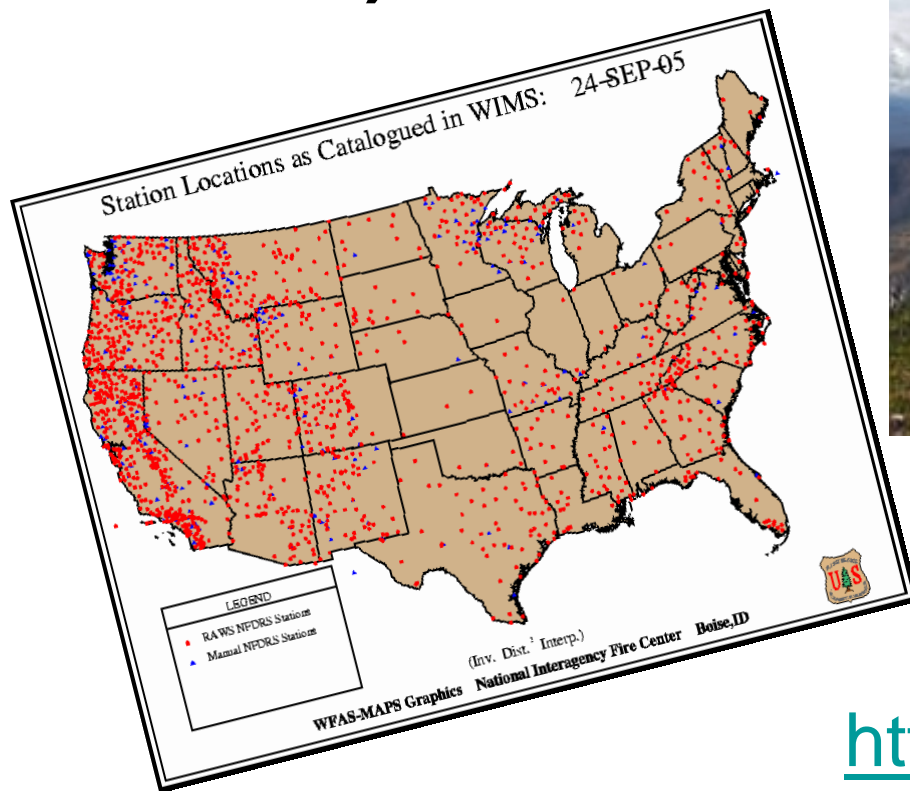 Station Locations as Catalogued in WIMS: 24-SEP-05
LEGEND
RAWS NFDRS Stations
Manual NFDRS Stations
(Inv. Dist.² Interp.)
WFAS-MAPS Graphics National Interagency Fire Center Boise,ID
U S
htt